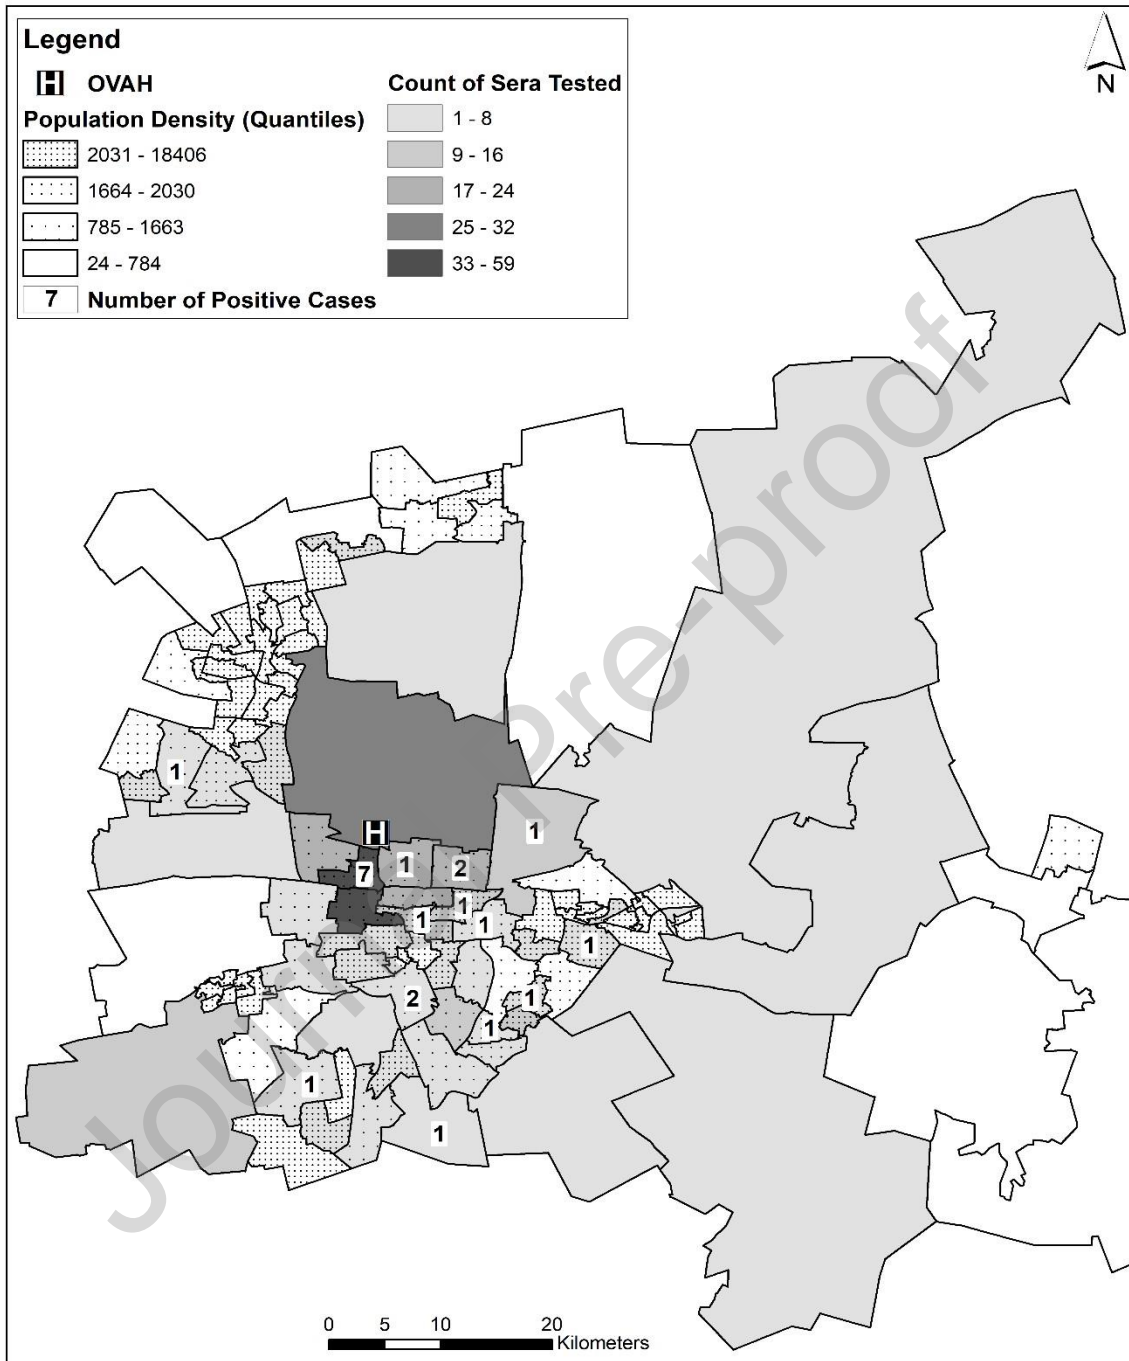 Legend
H OVAH
Population Density (Quantiles)
2031 - 18406
1664 - 2030
785 - 1663
24 - 784
7 Number of Positive Cases
Count of Sera Tested
1 - 8
9 - 16
17 - 24
25 - 32
33 - 59
N
1
1
H
7
1
2
1
1
1
1
2
1
1
1
1
0 5 10 20
Kilometers
Journal Pre-proof